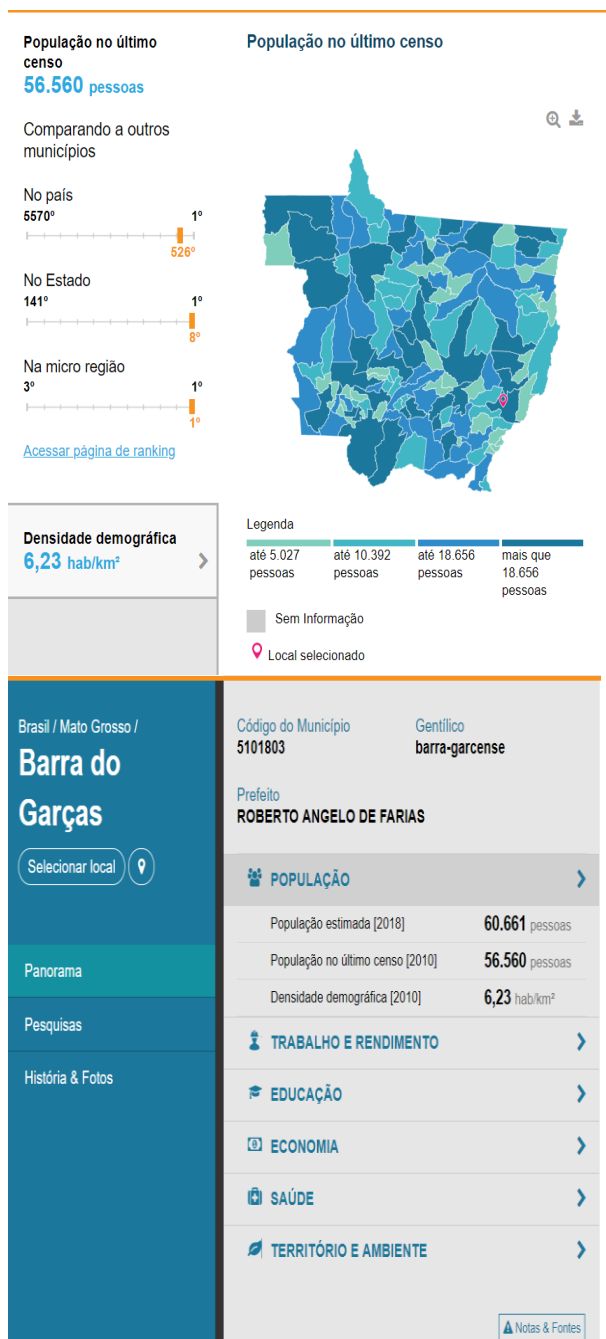 População no último
censo
56.560 pessoas
Comparando a outros
municípios
No país
5570º 1º
526º
No Estado
141º 1º
8º
Na micro região
3º 1º
1º
Acessar página de ranking
Densidade demográfica
6,23 hab/km²
População no último censo
Legenda
até 5.027
pessoas
até 10.392
pessoas
até 18.656
pessoas
mais que
18.656
pessoas
Sem Informação
Local selecionado
Brasil / Mato Grosso /
Barra do
Garças
Selecionar local
Panorama
Pesquisas
História & Fotos
Código do Município
5101803
Gentílico
barra-garcense
Prefeito
ROBERTO ANGELO DE FARIAS
POPULAÇÃO
População estimada [2018] 60.661 pessoas
População no último censo [2010] 56.560 pessoas
Densidade demográfica [2010] 6,23 hab/km²
TRABALHO E RENDIMENTO
EDUCAÇÃO
ECONOMIA
SAÚDE
TERRITÓRIO E AMBIENTE
Notas & Fontes